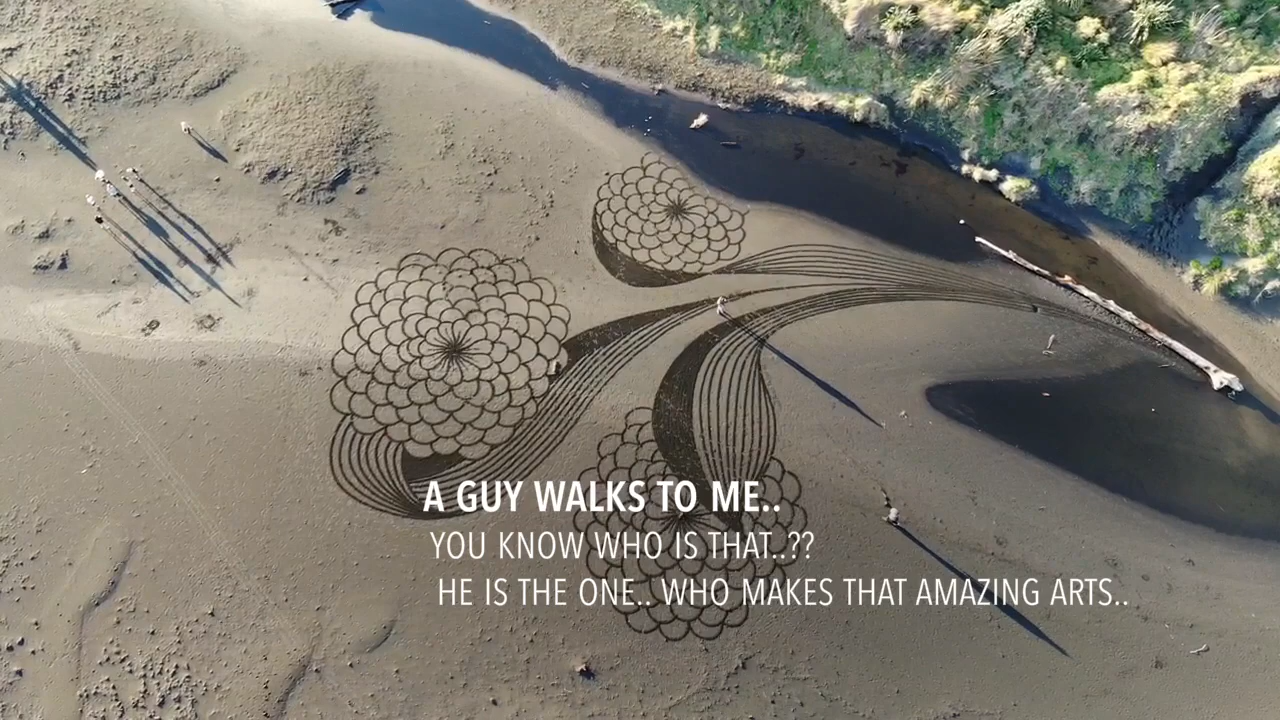 A GUY WALKS TO ME..
YOU KNOW WHO IS THAT..??
HE IS THE ONE.. WHO MAKES THAT AMAZING ARTS..